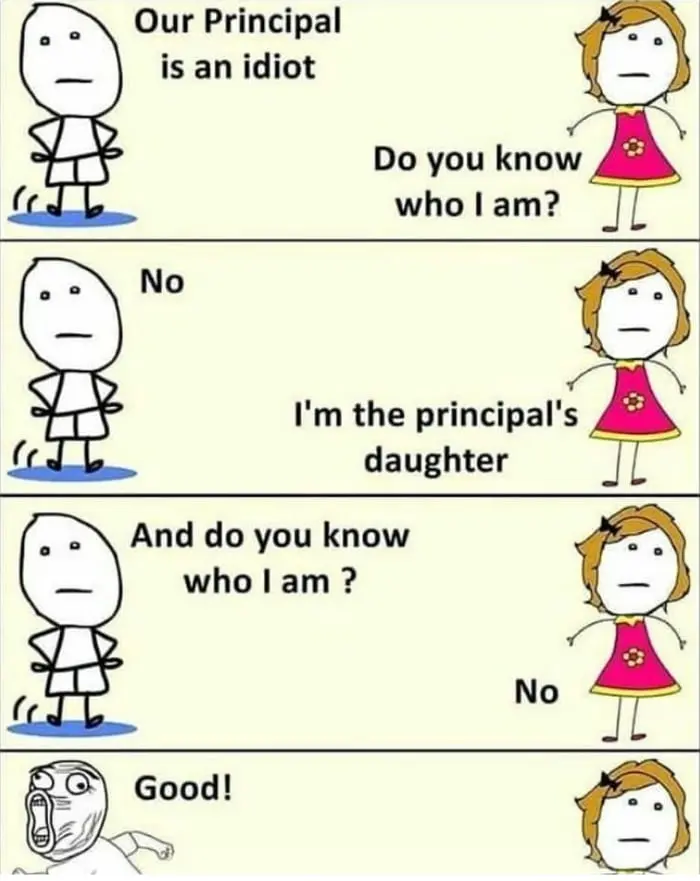 Our Principal
is an idiot
Do you know
who I am?
No
I'm the principal's
daughter
And do you know
who I am ?
No
Good!